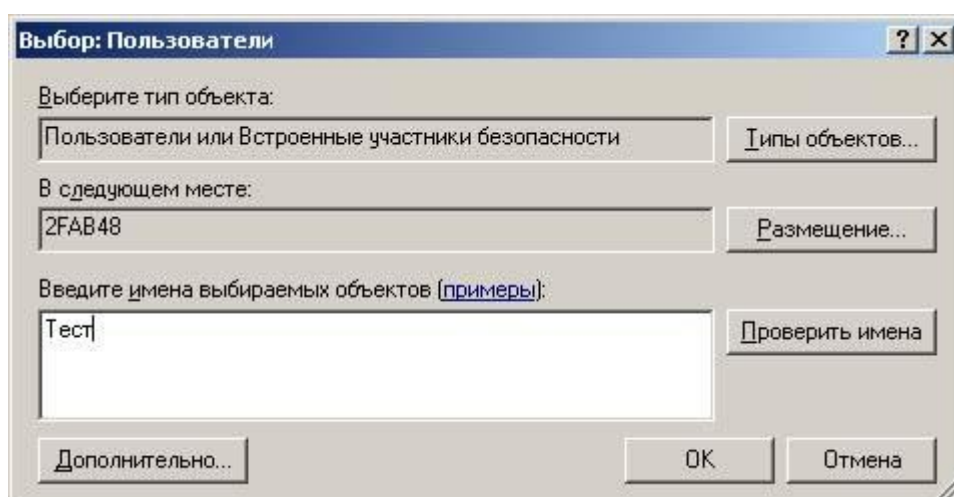 Выбор: Пользователи
Выберите тип объекта:
Пользователи или Встроенные участники безопасности
Типы объектов...
В следующем месте:
2FAB48
Размещение...
Введите имена выбираемых объектов (примеры):
Тест
Проверить имена
Дополнительно...
OK
Отмена